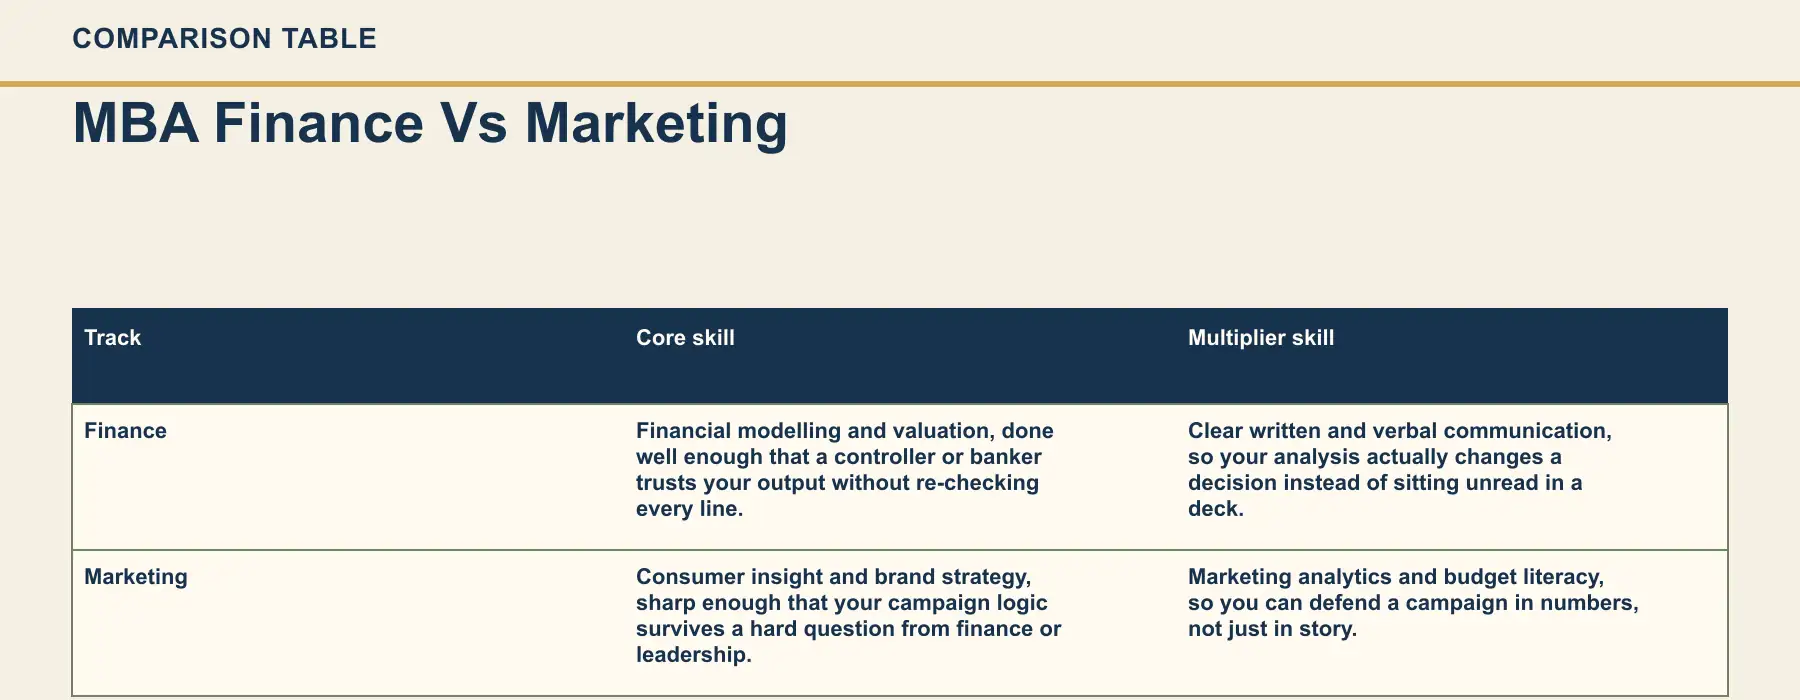 COMPARISON TABLE
MBA Finance Vs Marketing
Track
Core skill
Multiplier skill
Finance
Financial modelling and valuation, done
well enough that a controller or banker
trusts your output without re-checking
every line.
Clear written and verbal communication,
so your analysis actually changes a
decision instead of sitting unread in a
deck.
Marketing
Consumer insight and brand strategy,
sharp enough that your campaign logic
survives a hard question from finance or
leadership.
Marketing analytics and budget literacy,
so you can defend a campaign in numbers,
not just in story.